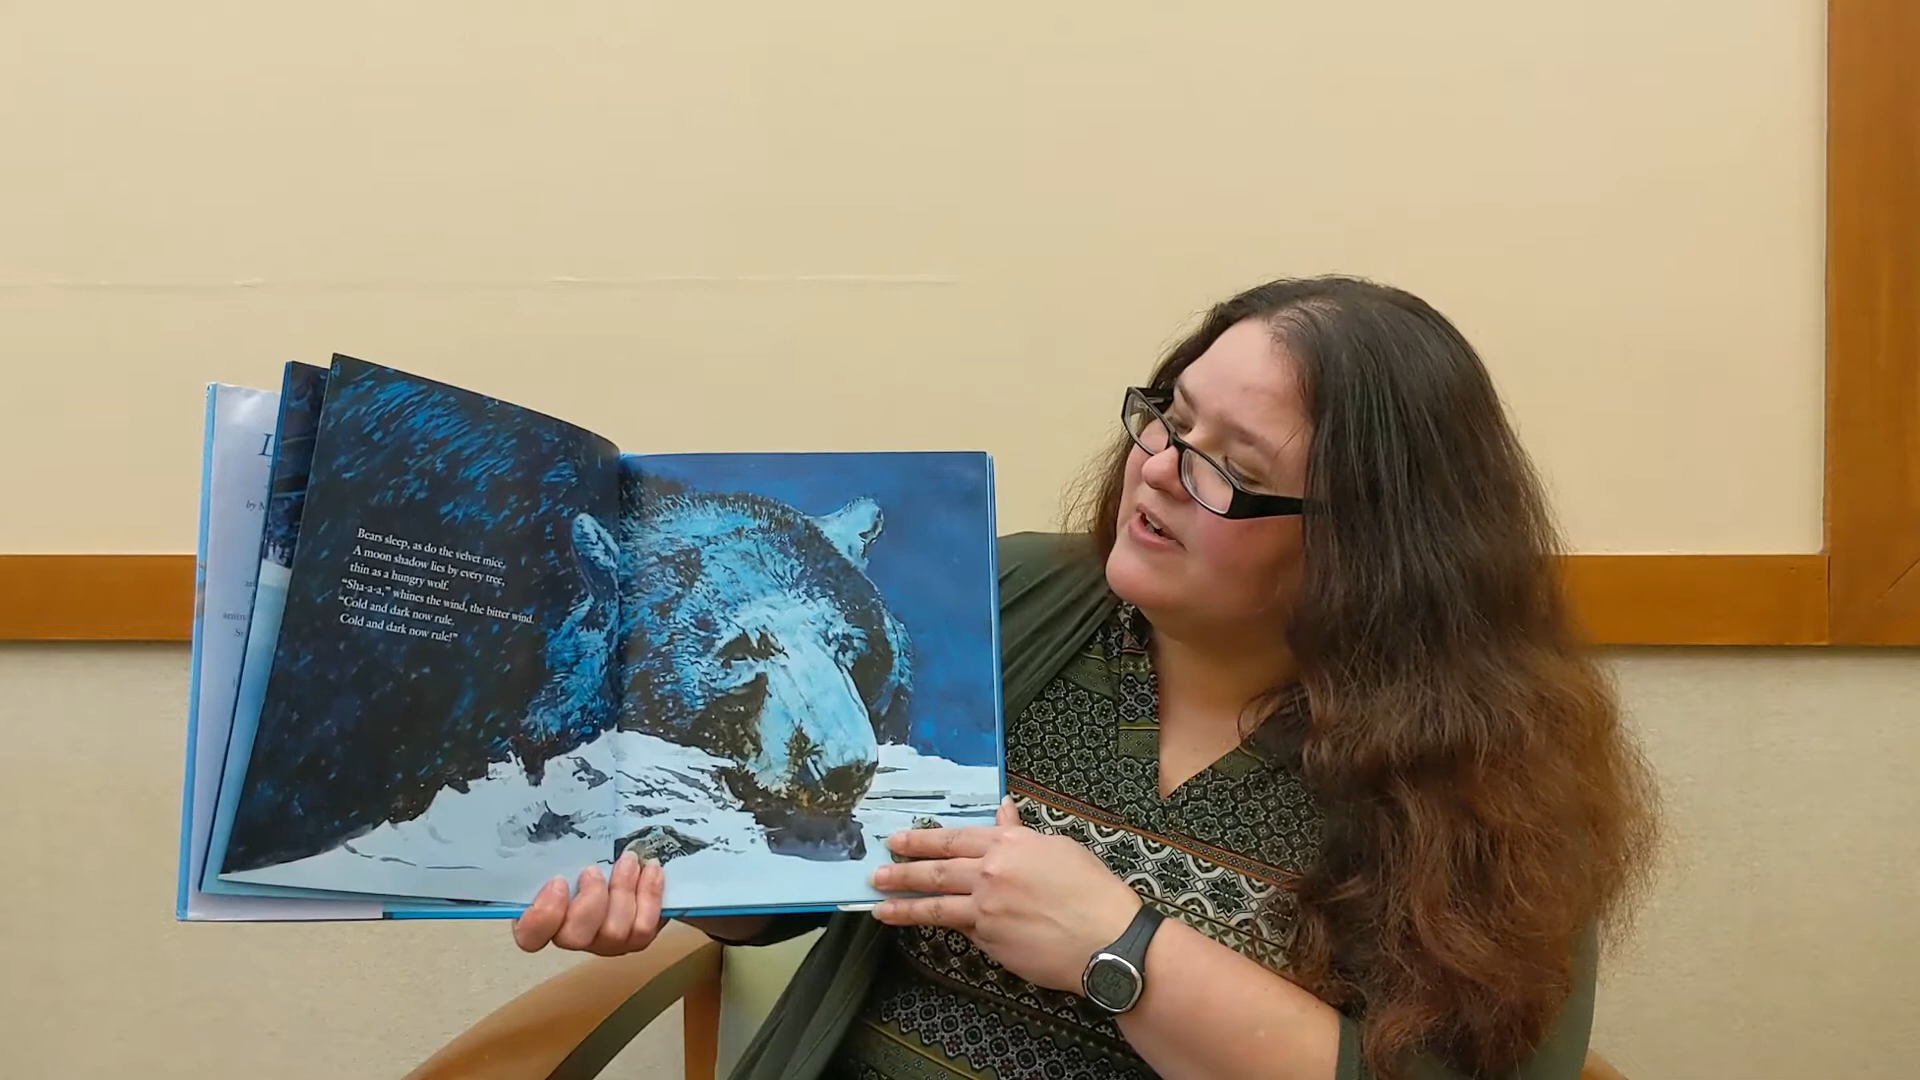 L
by
Bears sleep, as do the velvet mice.
A moon shadow lies by every tree,
thin as a hungry wolf.
“Sha-a-a,” whines the wind, the bitter wind.
“Cold and dark now rule.
Cold and dark now rule!”